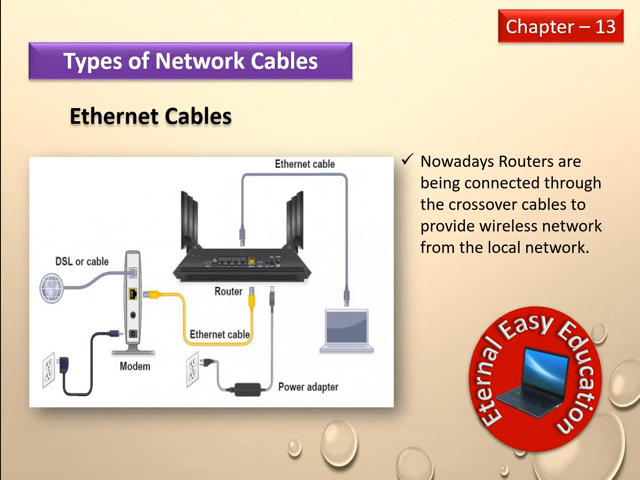 Chapter – 13
Types of Network Cables
Ethernet Cables
Ethernet cable
DSL or cable
Router
Ethernet cable
Modem
Power adapter
✓ Nowadays Routers are
being connected through
the crossover cables to
provide wireless network
from the local network.
Eternal Easy Education